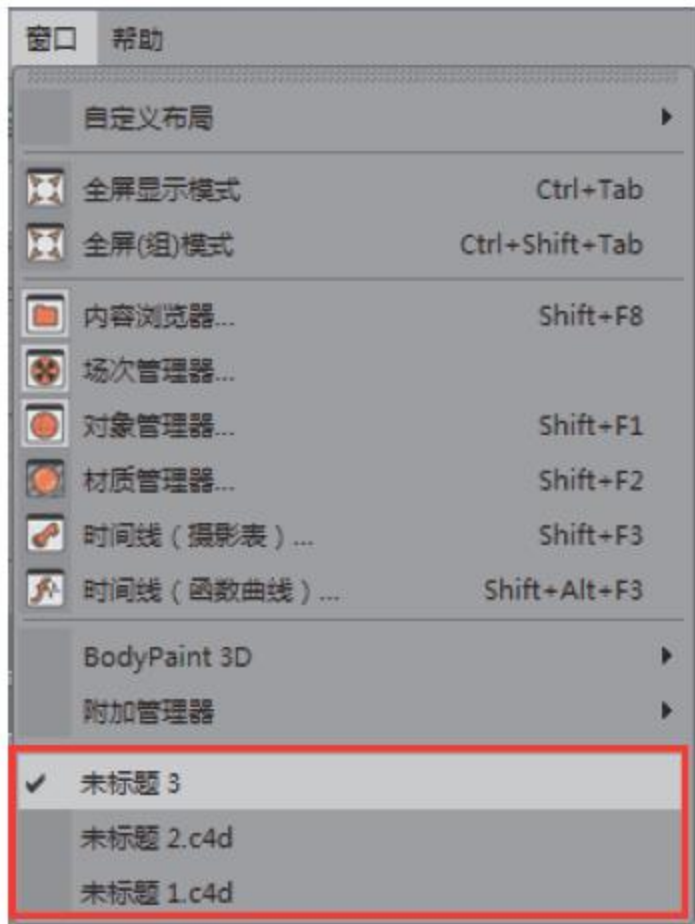 窗口 帮助
自定义布局
全屏显示模式 Ctrl+Tab
全屏(组)模式 Ctrl+Shift+Tab
内容浏览器... Shift+F8
场次管理器...
对象管理器... Shift+F1
材质管理器... Shift+F2
时间线（摄影表）... Shift+F3
时间线（函数曲线）... Shift+Alt+F3
BodyPaint 3D
附加管理器
未标题 3
未标题 2.c4d
未标题 1.c4d